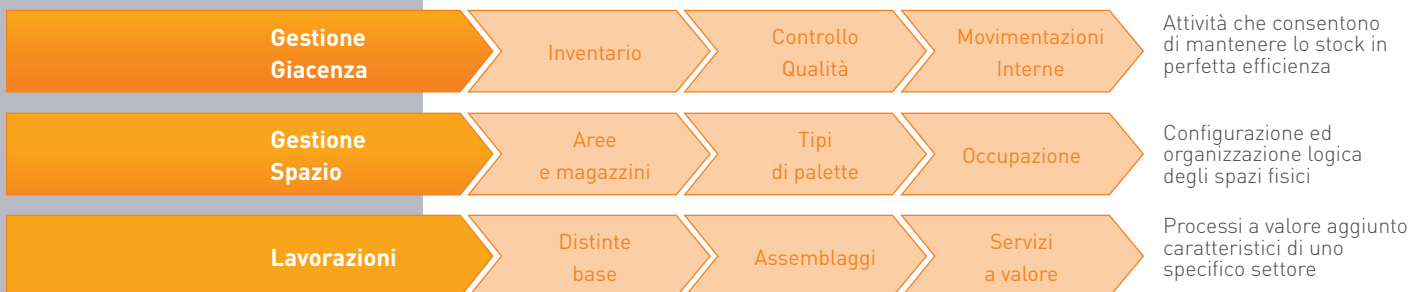 Gestione
Giacenza
Inventario
Controllo
Qualità
Movimentazioni
Interne
Attività che consentono
di mantenere lo stock in
perfetta efficienza
Gestione
Spazio
Aree
e magazzini
Tipi
di palette
Occupazione
Configurazione ed
organizzazione logica
degli spazi fisici
Lavorazioni
Distinte
base
Assemblaggi
Servizi
a valore
Processi a valore aggiunto
caratteristici di uno
specifico settore